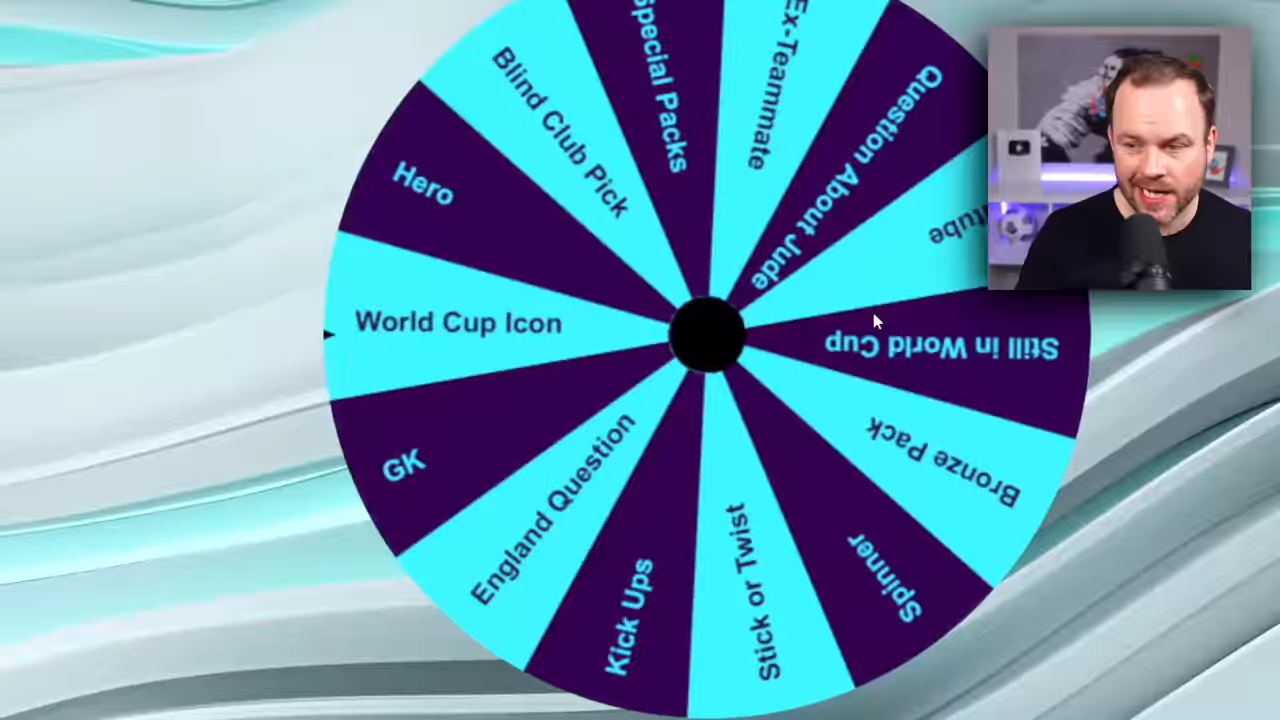 Special Packs
Ex-Teammate
Question About Jude
Still in World Cup
Bronze Pack
Spinner
Stick or Twist
Kick Ups
England Question
GK
World Cup Icon
Hero
Blind Club Pick